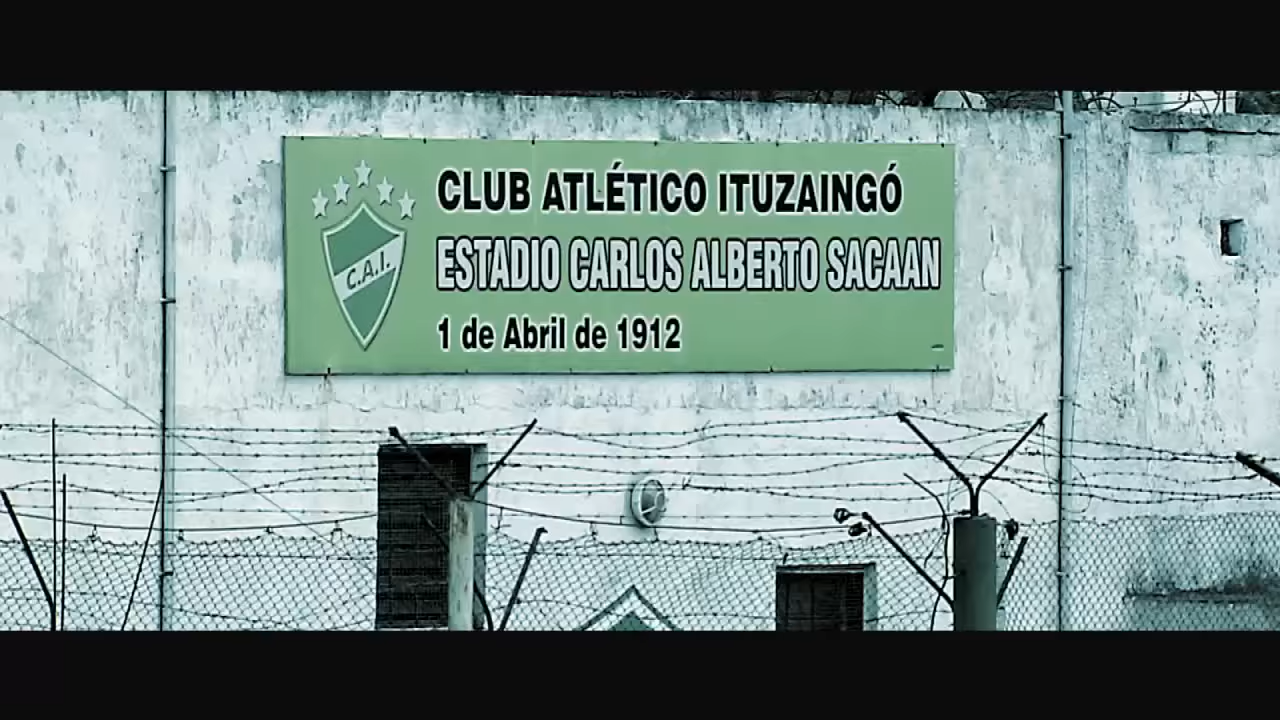 CLUB ATLÉTICO ITUZAINGÓ
ESTADIO CARLOS ALBERTO SACAAN
1 de Abril de 1912
C.A.I.